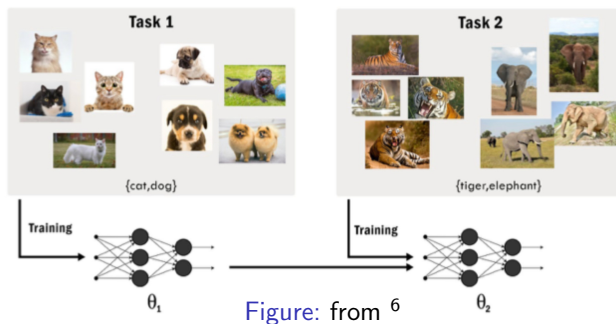 Task 1
Task 2
{cat,dog}
{tiger,elephant}
Training
Training
θ1
θ2
Figure: from 6